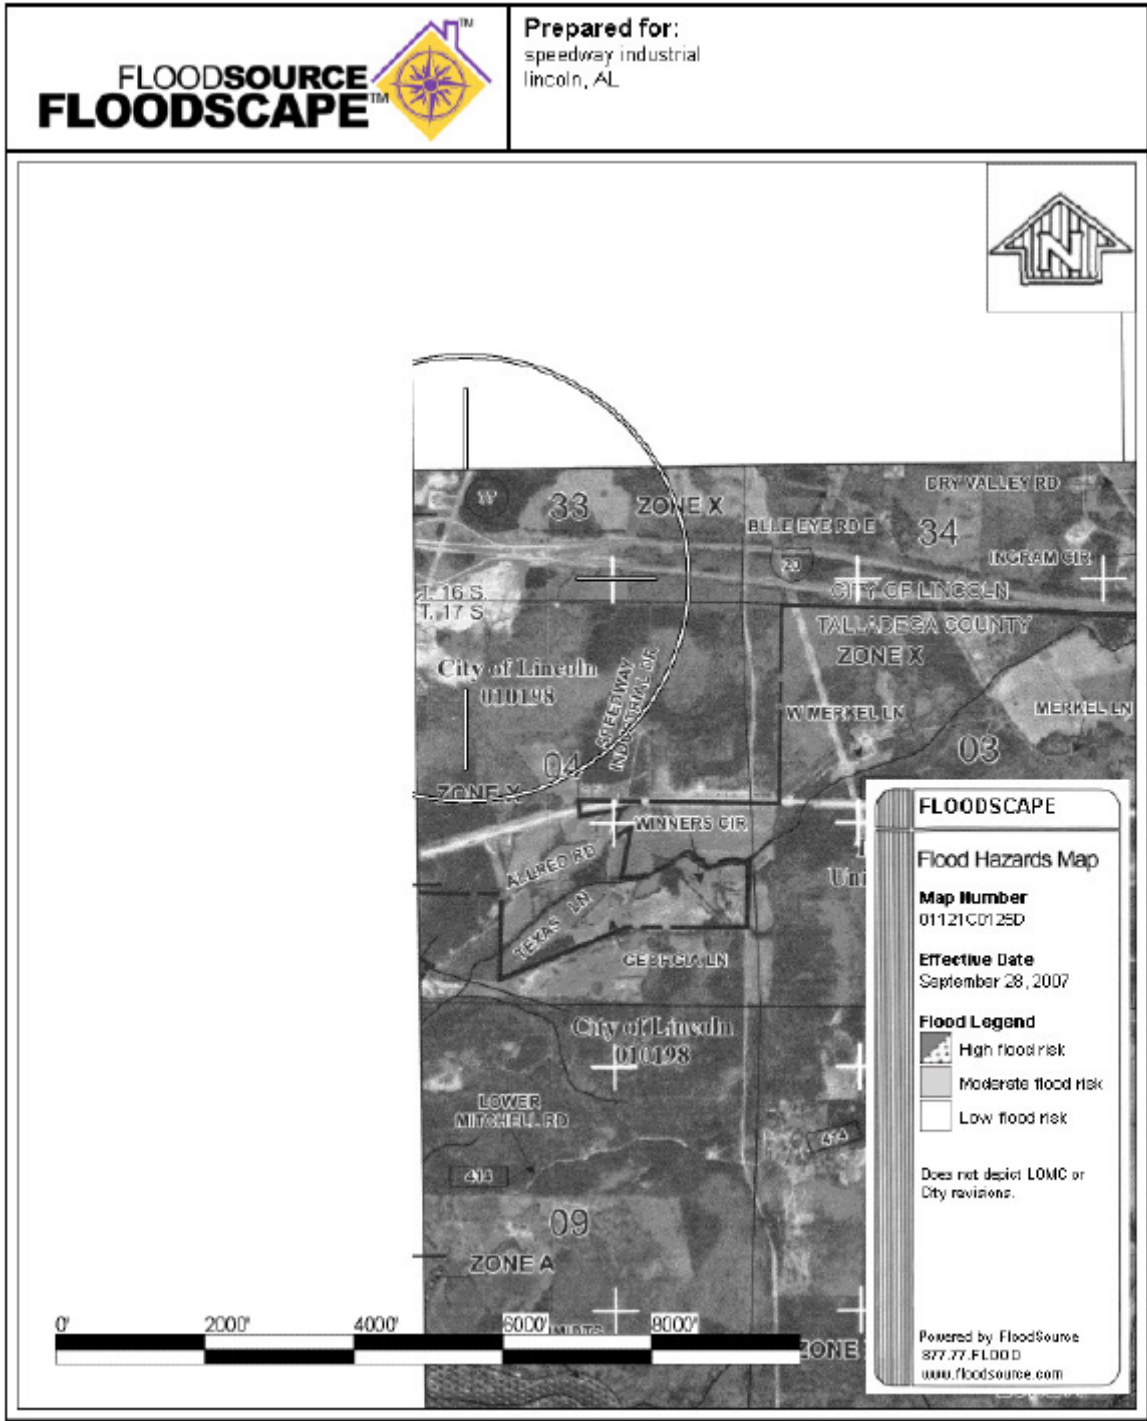 FLOODSOURCE
FLOODSCAPE™
™
Prepared for:
speedway industrial
lincoln, AL
N
77
33
ZONE X
DRY VALLEY RD
BLUE EYE RD E
34
20
INGRAM CIR
T. 16 S.
T. 17 S.
CITY OF LINCOLN
TALLADEGA COUNTY
ZONE X
City of Lincoln
010198
SPEEDWAY
INDUSTRIAL DR
W MERKEL LN
MERKEL LN
03
04
ZONE X
WINNERS CIR
ALLRED RD
TEXAS LN
GEORGIA LN
City of Lincoln
010198
LOWER
MITCHELL RD
414
414
09
ZONE A
ZONE
0'
2000'
4000'
6000'
8000'
FLOODSCAPE
Flood Hazards Map
Map Number
01121C0125D
Effective Date
September 28, 2007
Flood Legend
High flood risk
Moderate flood risk
Low flood risk
Does not depict LOMC or
City revisions.
Powered by FloodSource
877.77.FLOOD
www.floodsource.com